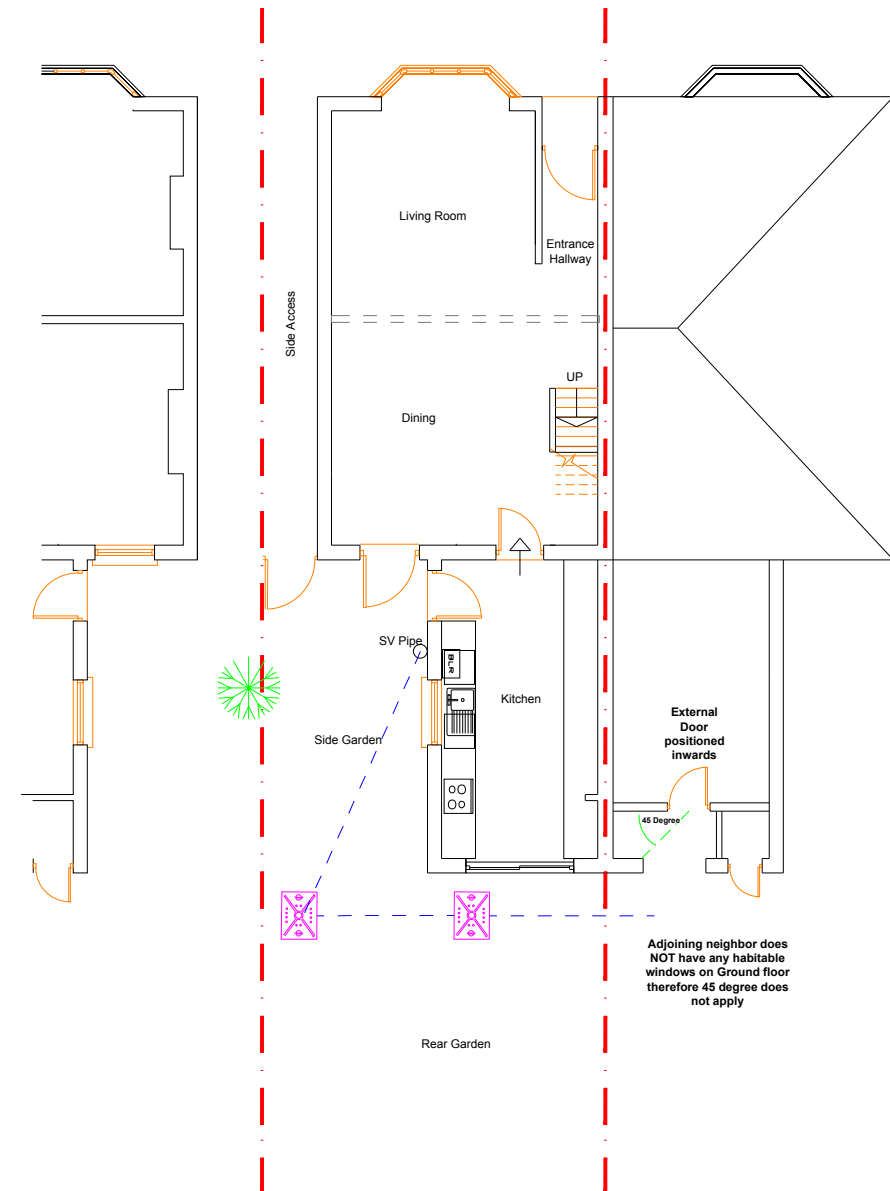 Living Room
Entrance
Hallway
Side Access
UP
Dining
SV Pipe
BLR
Kitchen
Side Garden
External
Door
positioned
inwards
45 Degree
Adjoining neighbor does
NOT have any habitable
windows on Ground floor
therefore 45 degree does
not apply
Rear Garden